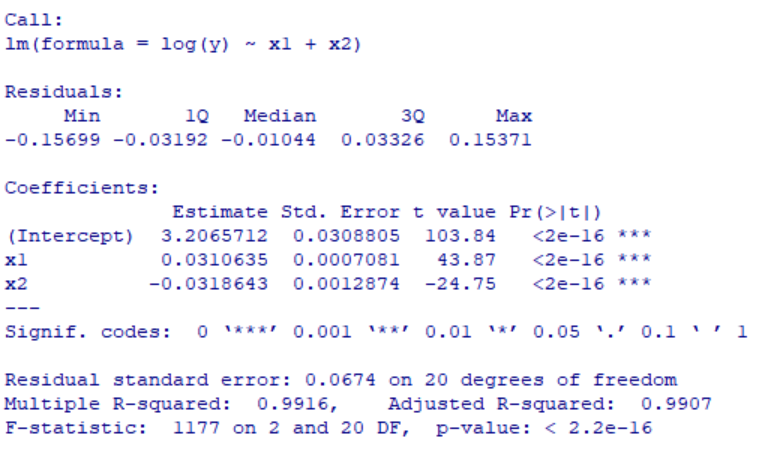 Call:
lm(formula = log(y) ~ x1 + x2)
Residuals:
Min 1Q Median 3Q Max
-0.15699 -0.03192 -0.01044 0.03326 0.15371
Coefficients:
Estimate Std. Error t value Pr(>|t|)
(Intercept) 3.2065712 0.0308805 103.84 <2e-16 ***
x1 0.0310635 0.0007081 43.87 <2e-16 ***
x2 -0.0318643 0.0012874 -24.75 <2e-16 ***
---
Signif. codes: 0 ‘***’ 0.001 ‘**’ 0.01 ‘*’ 0.05 ‘.’ 0.1 ‘ ’ 1
Residual standard error: 0.0674 on 20 degrees of freedom
Multiple R-squared: 0.9916, Adjusted R-squared: 0.9907
F-statistic: 1177 on 2 and 20 DF, p-value: < 2.2e-16